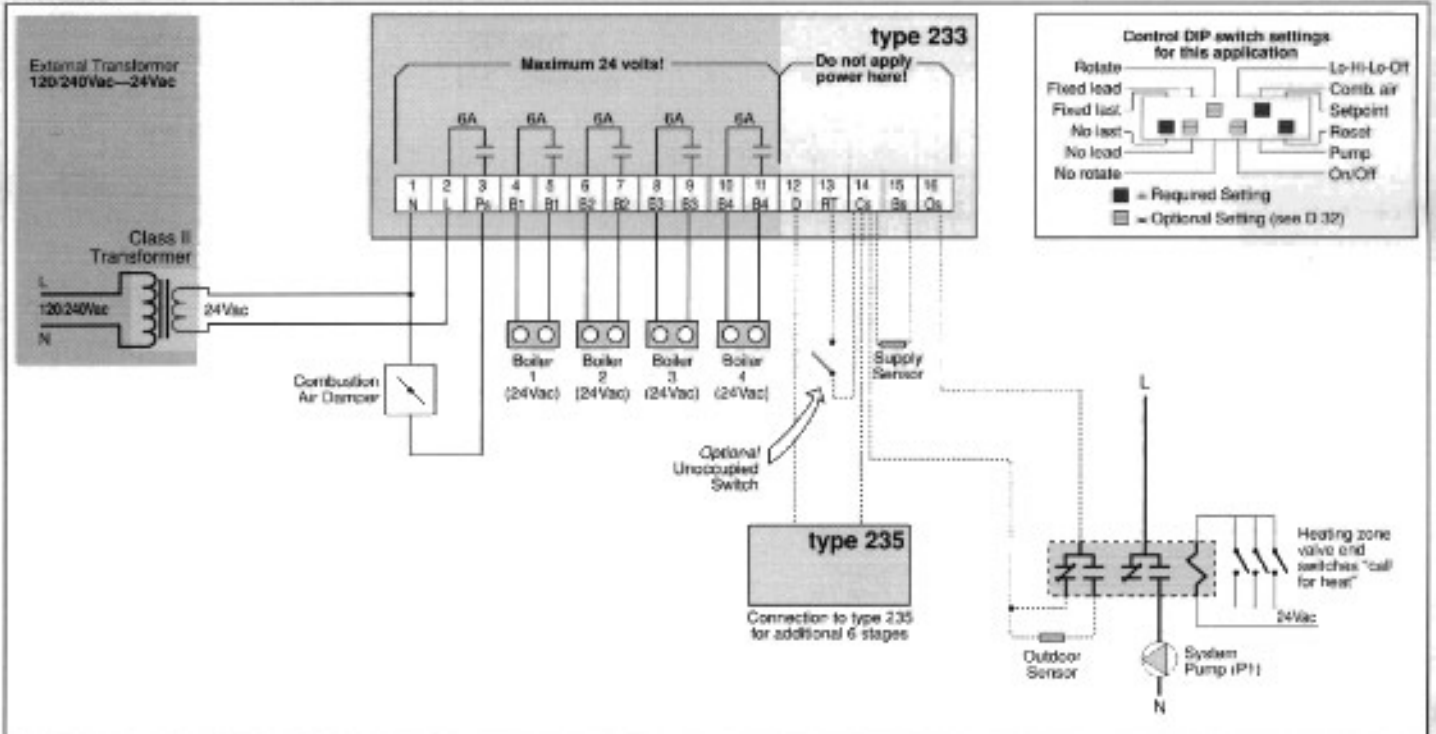 External Transformer
120/240Vac—24Vac
Class II
Transformer
L
120/240Vac
N
24Vac
type 233
Maximum 24 volts!
Do not apply
power here!
6A 6A 6A 6A 6A
1 2 3 4 5 6 7 8 9 10 11 12 13 14 15 16
N L Ps B1 B1 B2 B2 B3 B3 B4 B4 D RT Cs Bs Os
Control DIP switch settings
for this application
Rotate
Fixed lead
Fixed last
No last
No lead
No rotate
Lo-Hi-Lo-Off
Comb. air
Setpoint
Reset
Pump
On/Off
= Required Setting
= Optional Setting (see D 32)
Combustion
Air Damper
Boiler
1
(24Vac)
Boiler
2
(24Vac)
Boiler
3
(24Vac)
Boiler
4
(24Vac)
Supply
Sensor
Optional
Unoccupied
Switch
type 235
Connection to type 235
for additional 6 stages
L
Heating zone
valve end
switches "call
for heat"
24Vac
Outdoor
Sensor
System
Pump (P1)
N